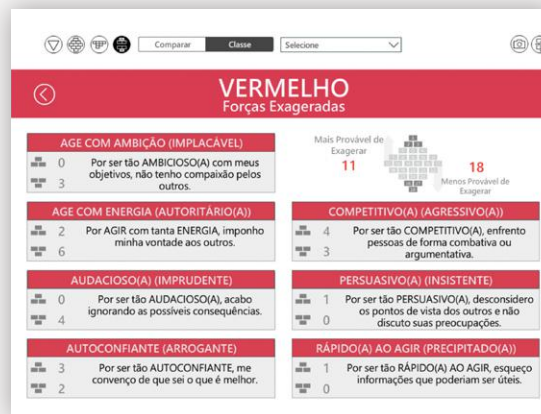 Comparar
Classe
Selecione
VERMELHO
Forças Exageradas
AGE COM AMBIÇÃO (IMPLACÁVEL)
0
3
Por ser tão AMBICIOSO(A) com meus
objetivos, não tenho compaixão pelos
outros.
Mais Provável de
Exagerar
11
18
Menos Provável de
Exagerar
AGE COM ENERGIA (AUTORITÁRIO(A))
2
6
Por AGIR com tanta ENERGIA, imponho
minha vontade aos outros.
COMPETITIVO(A) (AGRESSIVO(A))
4
3
Por ser tão COMPETITIVO(A), enfrento
pessoas de forma combativa ou
argumentativa.
AUDACIOSO(A) (IMPRUDENTE)
0
4
Por ser tão AUDACIOSO(A), acabo
ignorando as possíveis consequências.
PERSUASIVO(A) (INSISTENTE)
1
0
Por ser tão PERSUASIVO(A), desconsidero
os pontos de vista dos outros e não
discuto suas preocupações.
AUTOCONFIANTE (ARROGANTE)
3
2
Por ser tão AUTOCONFIANTE, me
convenço de que sei o que é melhor.
RÁPIDO(A) AO AGIR (PRECIPITADO(A))
1
0
Por ser tão RÁPIDO(A) AO AGIR, esqueço
informações que poderiam ser úteis.